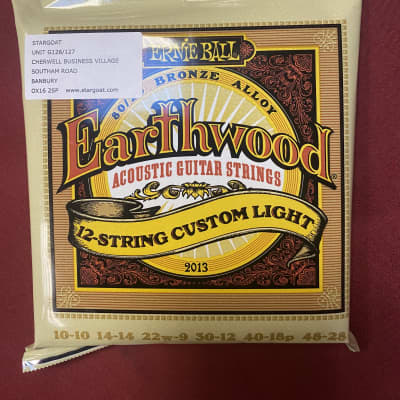 STARGOAT
UNIT G126/127
CHERWELL BUSINESS VILLAGE
SOUTHAM ROAD
BANBURY
OX16 2SP www.stargoat.com
ERNIE BALL
80/20 BRONZE ALLOY
Earthwood®
ACOUSTIC GUITAR STRINGS
12-STRING CUSTOM LIGHT
2013
10-10 14-14 22w-9 30-12 40-18p 48-28